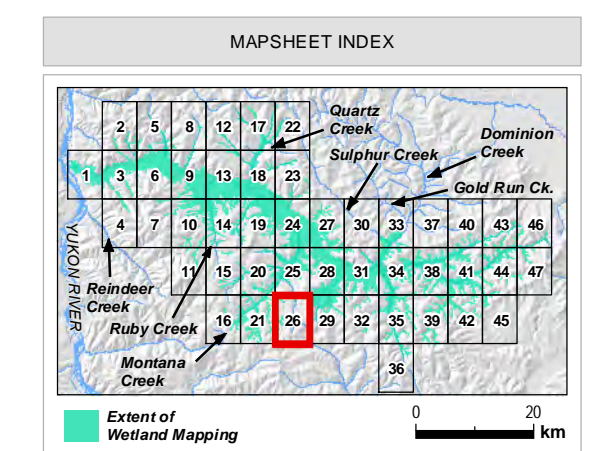 MAPSHEET INDEX
Quartz
Creek
Dominion
Creek
Sulphur Creek
Gold Run Ck.
2 5 8 12 17 22
1 3 6 9 13 18 23
4 7 10 14 19 24 27 30 33 37 40 43 46
11 15 20 25 28 31 34 38 41 44 47
16 21 26 29 32 35 39 42 45
36
YUKON RIVER
Reindeer
Creek
Ruby Creek
Montana
Creek
Extent of
Wetland Mapping
0 20
km